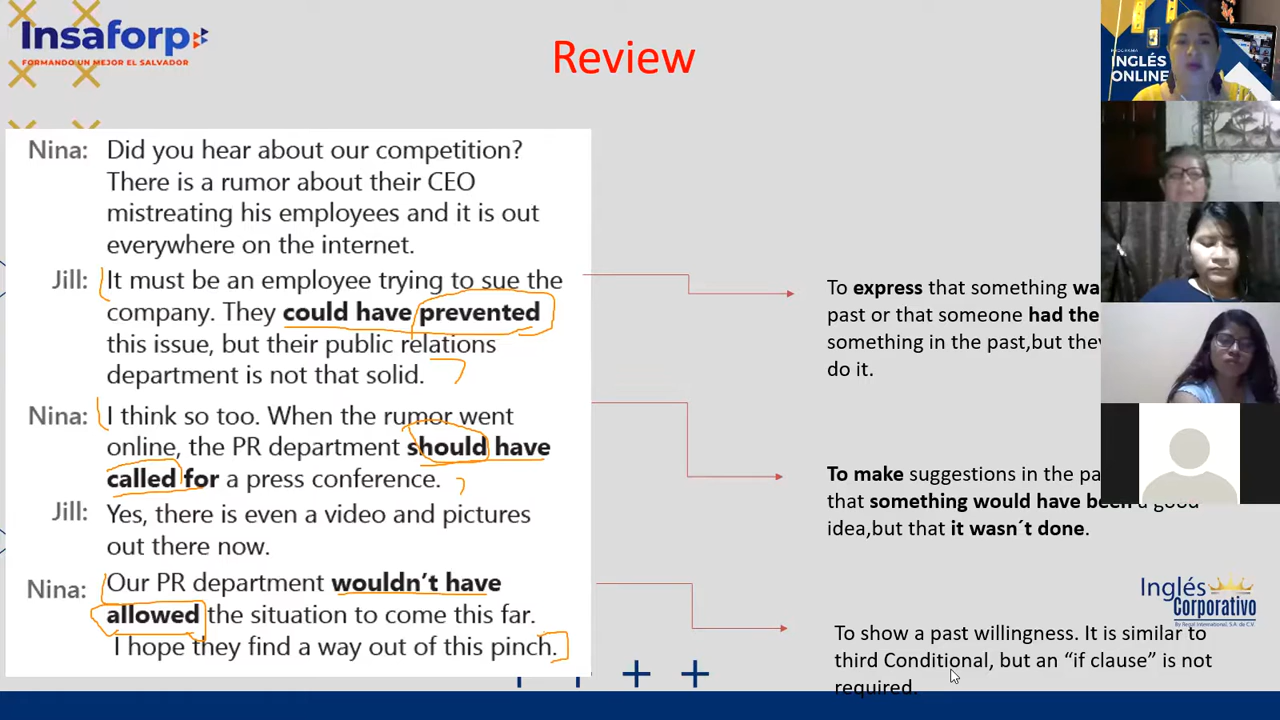 Insaforp
FORMANDO UN MEJOR EL SALVADOR
Review
PROGRAMA
INGLÉS
ONLINE
Nina: Did you hear about our competition?
There is a rumor about their CEO
mistreating his employees and it is out
everywhere on the internet.
Jill: It must be an employee trying to sue the
company. They could have prevented
this issue, but their public relations
department is not that solid.
Nina: I think so too. When the rumor went
online, the PR department should have
called for a press conference.
Jill: Yes, there is even a video and pictures
out there now.
Nina: Our PR department wouldn't have
allowed the situation to come this far.
I hope they find a way out of this pinch.
To express that something
past or that someone had the
something in the past,but they
do it.
To make suggestions in the
that something would have been a good
idea,but that it wasn´t done.
To show a past willingness. It is similar to
third Conditional, but an “if clause” is not
required.
Inglés
Corporativo